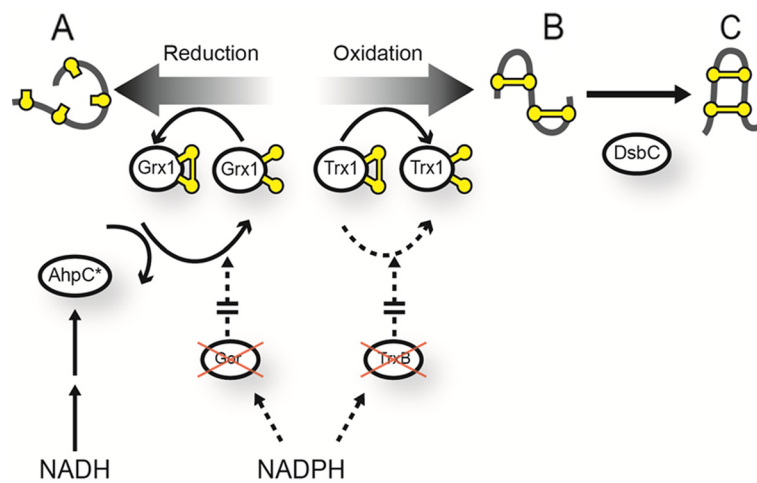 A
Reduction
Oxidation
B
C
Grx1
Grx1
Trx1
Trx1
DsbC
AhpC*
Gor
TrxB
NADH
NADPH